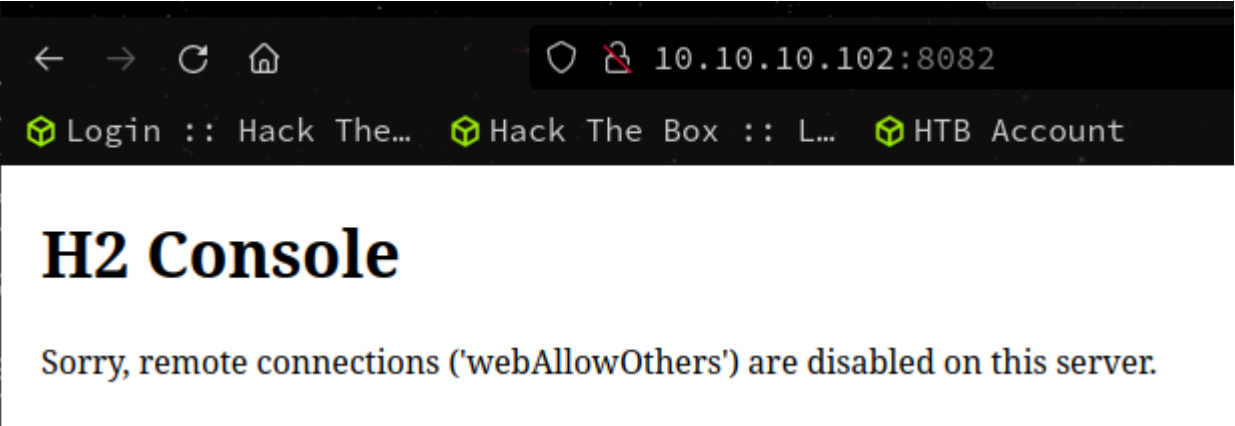 10.10.10.102:8082
Login :: Hack The… Hack The Box :: L… HTB Account
H2 Console
Sorry, remote connections ('webAllowOthers') are disabled on this server.